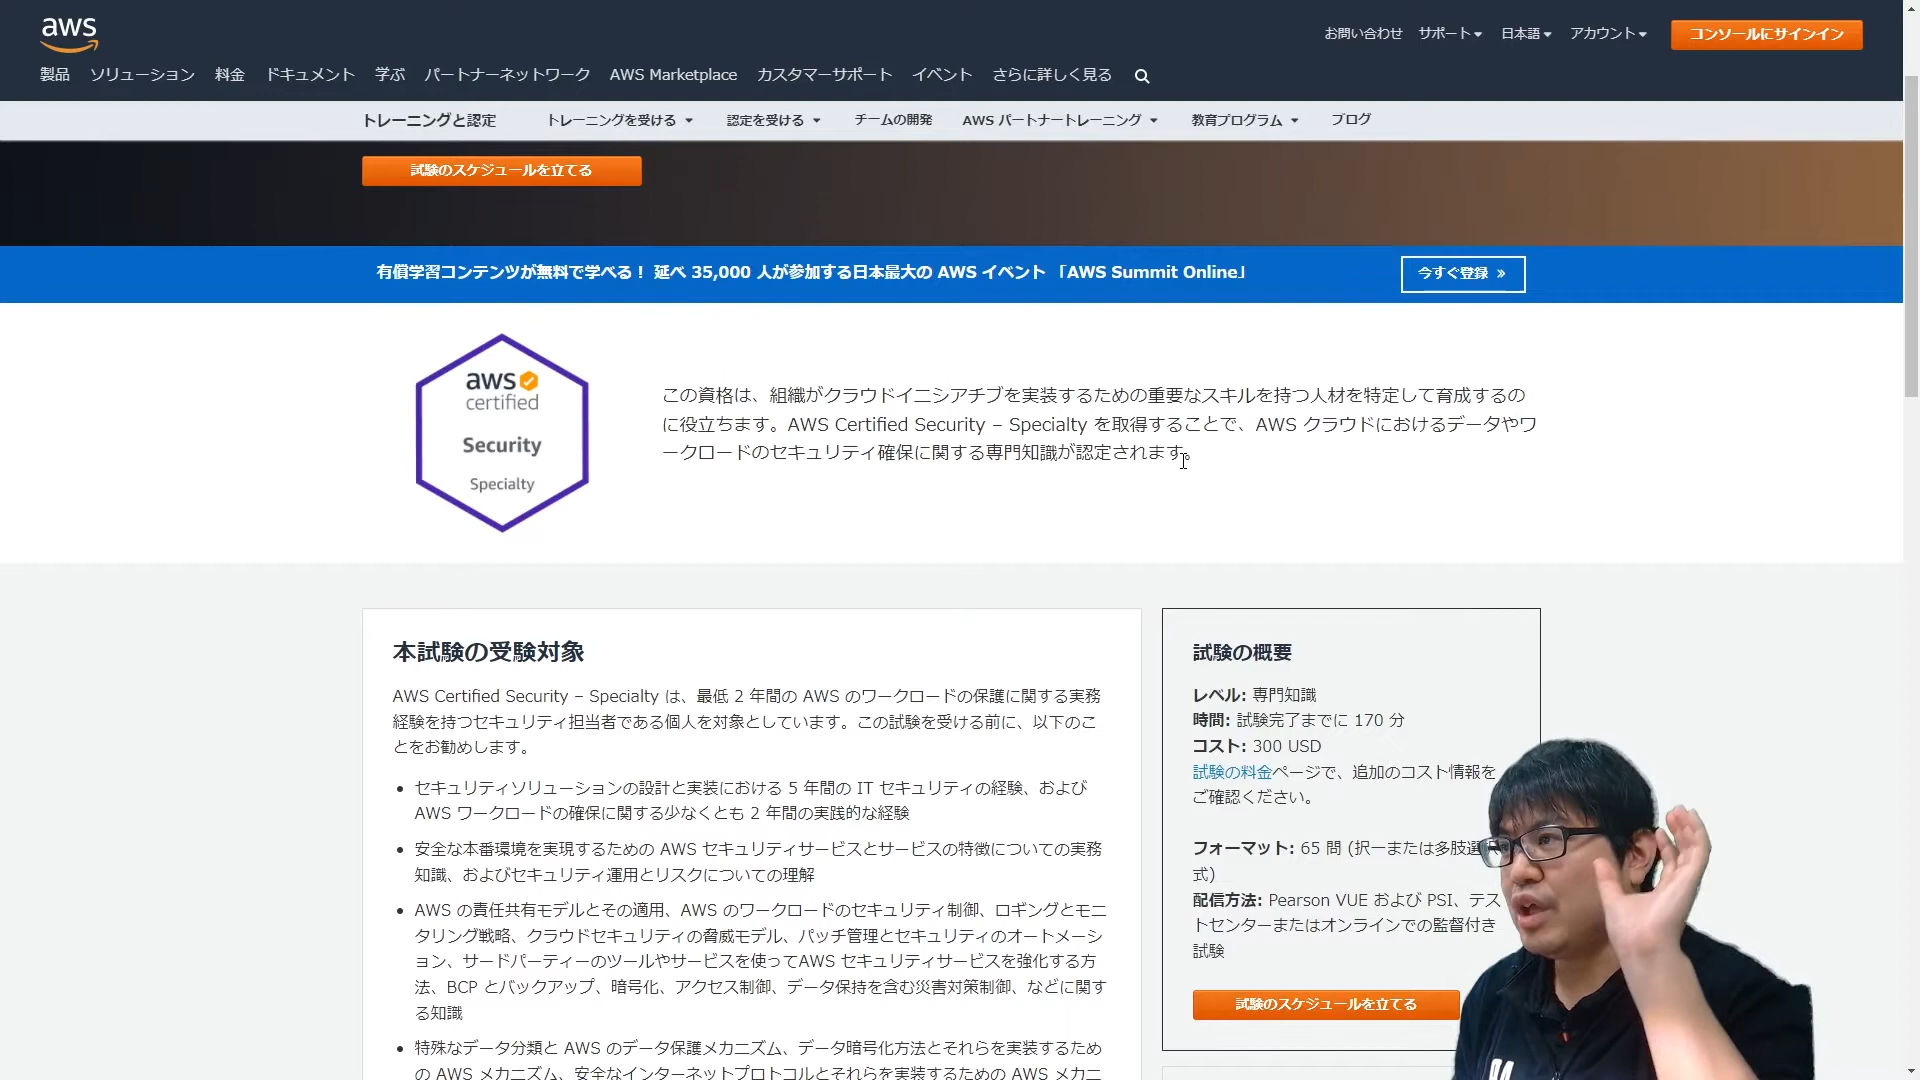 aws
お問い合わせ サポート 日本語 アカウント コンソールにサインイン
製品 ソリューション 料金 ドキュメント 学ぶ パートナーネットワーク AWS Marketplace カスタマーサポート イベント さらに詳しく見る
トレーニングと認定 トレーニングを受ける 認定を受ける チームの開発 AWS パートナートレーニング 教育プログラム ブログ
試験のスケジュールを立てる
有償学習コンテンツが無料で学べる！ 延べ 35,000 人が参加する日本最大の AWS イベント 「AWS Summit Online」
今すぐ登録 »
aws
certified
Security
Specialty
この資格は、組織がクラウドイニシアチブを実装するための重要なスキルを持つ人材を特定して育成するの
に役立ちます。AWS Certified Security – Specialty を取得することで、AWS クラウドにおけるデータやワ
ークロードのセキュリティ確保に関する専門知識が認定されます。
本試験の受験対象
AWS Certified Security – Specialty は、最低 2 年間の AWS のワークロードの保護に関する実務
経験を持つセキュリティ担当者である個人を対象としています。この試験を受ける前に、以下のこ
とをお勧めします。
• セキュリティソリューションの設計と実装における 5 年間の IT セキュリティの経験、および
AWS ワークロードの確保に関する少なくとも 2 年間の実践的な経験
• 安全な本番環境を実現するための AWS セキュリティサービスとサービスの特徴についての実務
知識、およびセキュリティ運用とリスクについての理解
• AWS の責任共有モデルとその適用、AWS のワークロードのセキュリティ制御、ロギングとモニ
タリング戦略、クラウドセキュリティの脅威モデル、パッチ管理とセキュリティのオートメーシ
ョン、サードパーティーのツールやサービスを使ってAWS セキュリティサービスを強化する方
法、BCP とバックアップ、暗号化、アクセス制御、データ保持を含む災害対策制御、などに関す
る知識
• 特殊なデータ分類と AWS のデータ保護メカニズム、データ暗号化方法とそれらを実装するため
の AWS メカニズム、安全なインターネットプロトコルとそれらを実装するための AWS メカニ
試験の概要
レベル: 専門知識
時間: 試験完了までに 170 分
コスト: 300 USD
試験の料金ページで、追加のコスト情報を
ご確認ください。
フォーマット: 65 問 (択一または多肢選択
式)
配信方法: Pearson VUE および PSI、テス
トセンターまたはオンラインでの監督付き
試験
試験のスケジュールを立てる